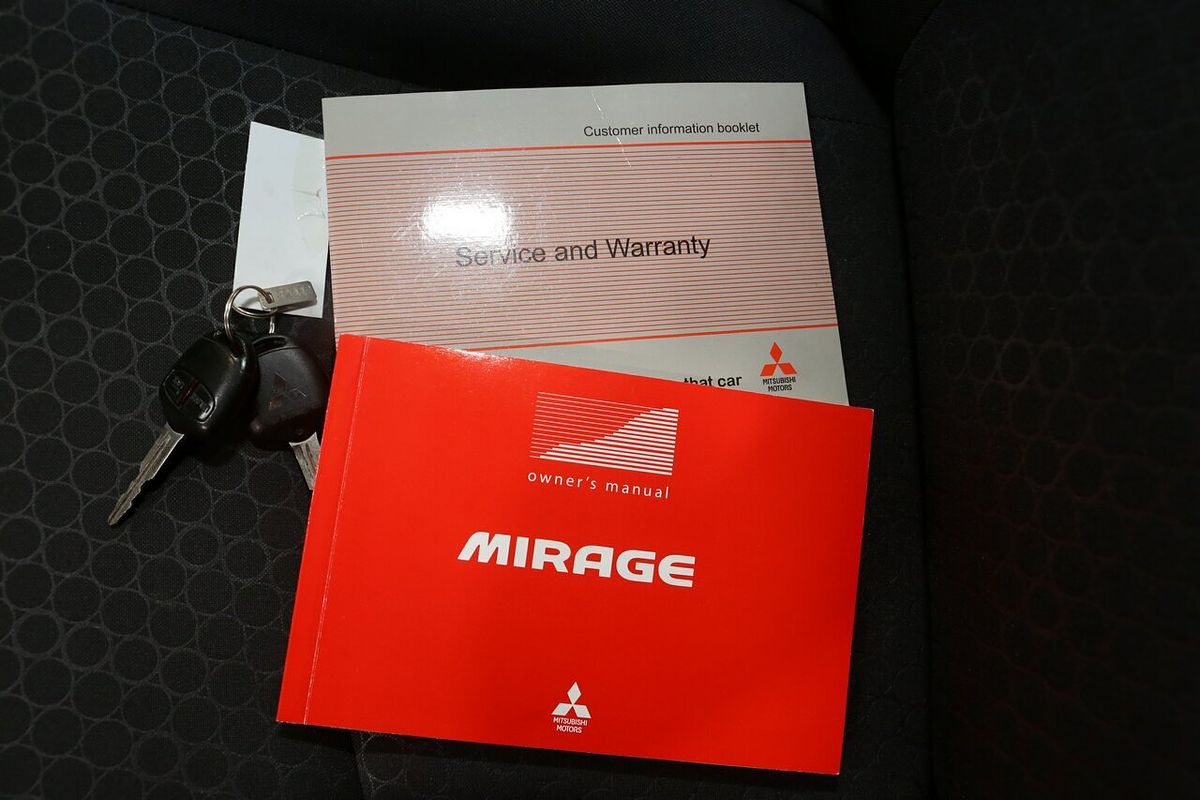 Customer information booklet
Service and Warranty
that car
MITSUBISHI
MOTORS
owner's manual
MIRAGE
MITSUBISHI
MOTORS